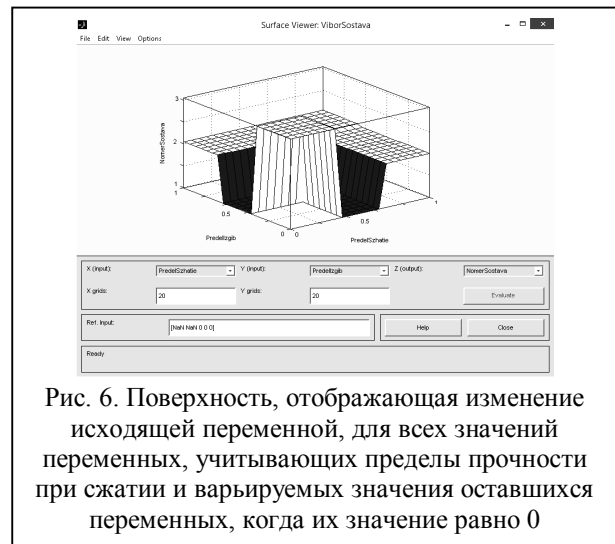 Surface Viewer: ViborSostava
File Edit View Options
3
2
1
NomerSostava
1
0.5
0
PredelIzgib
0
0.5
1
PredelSzhatie
X (input): PredelSzhatie Y (input): PredelIzgib Z (output): NomerSostava
X grids: 20 Y grids: 20 Evaluate
Ref. Input: [NaN NaN 0 0 0] Help Close
Ready
Рис. 6. Поверхность, отображающая изменение
исходящей переменной, для всех значений
переменных, учитывающих пределы прочности
при сжатии и варьируемых значения оставшихся
переменных, когда их значение равно 0